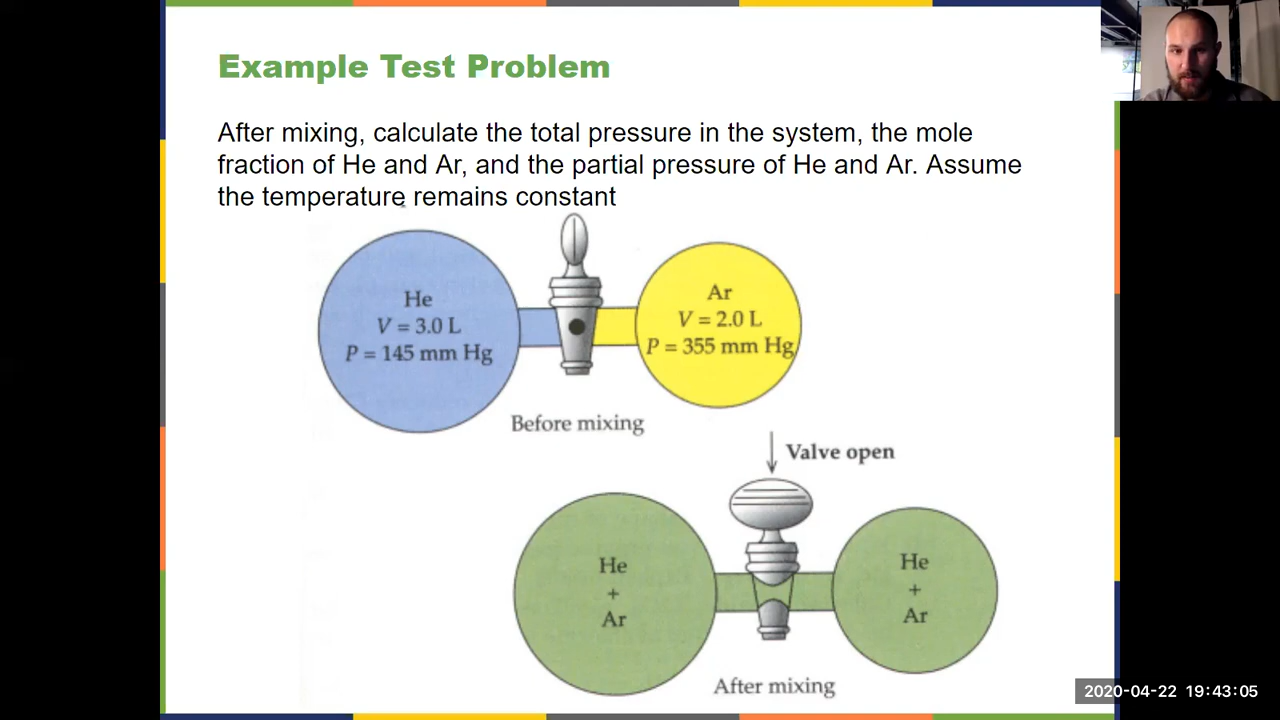 Example Test Problem
After mixing, calculate the total pressure in the system, the mole
fraction of He and Ar, and the partial pressure of He and Ar. Assume
the temperature remains constant
He
V = 3.0 L
P = 145 mm Hg
Ar
V = 2.0 L
P = 355 mm Hg
Before mixing
Valve open
He
+
Ar
He
+
Ar
After mixing
2020-04-22 19:43:05